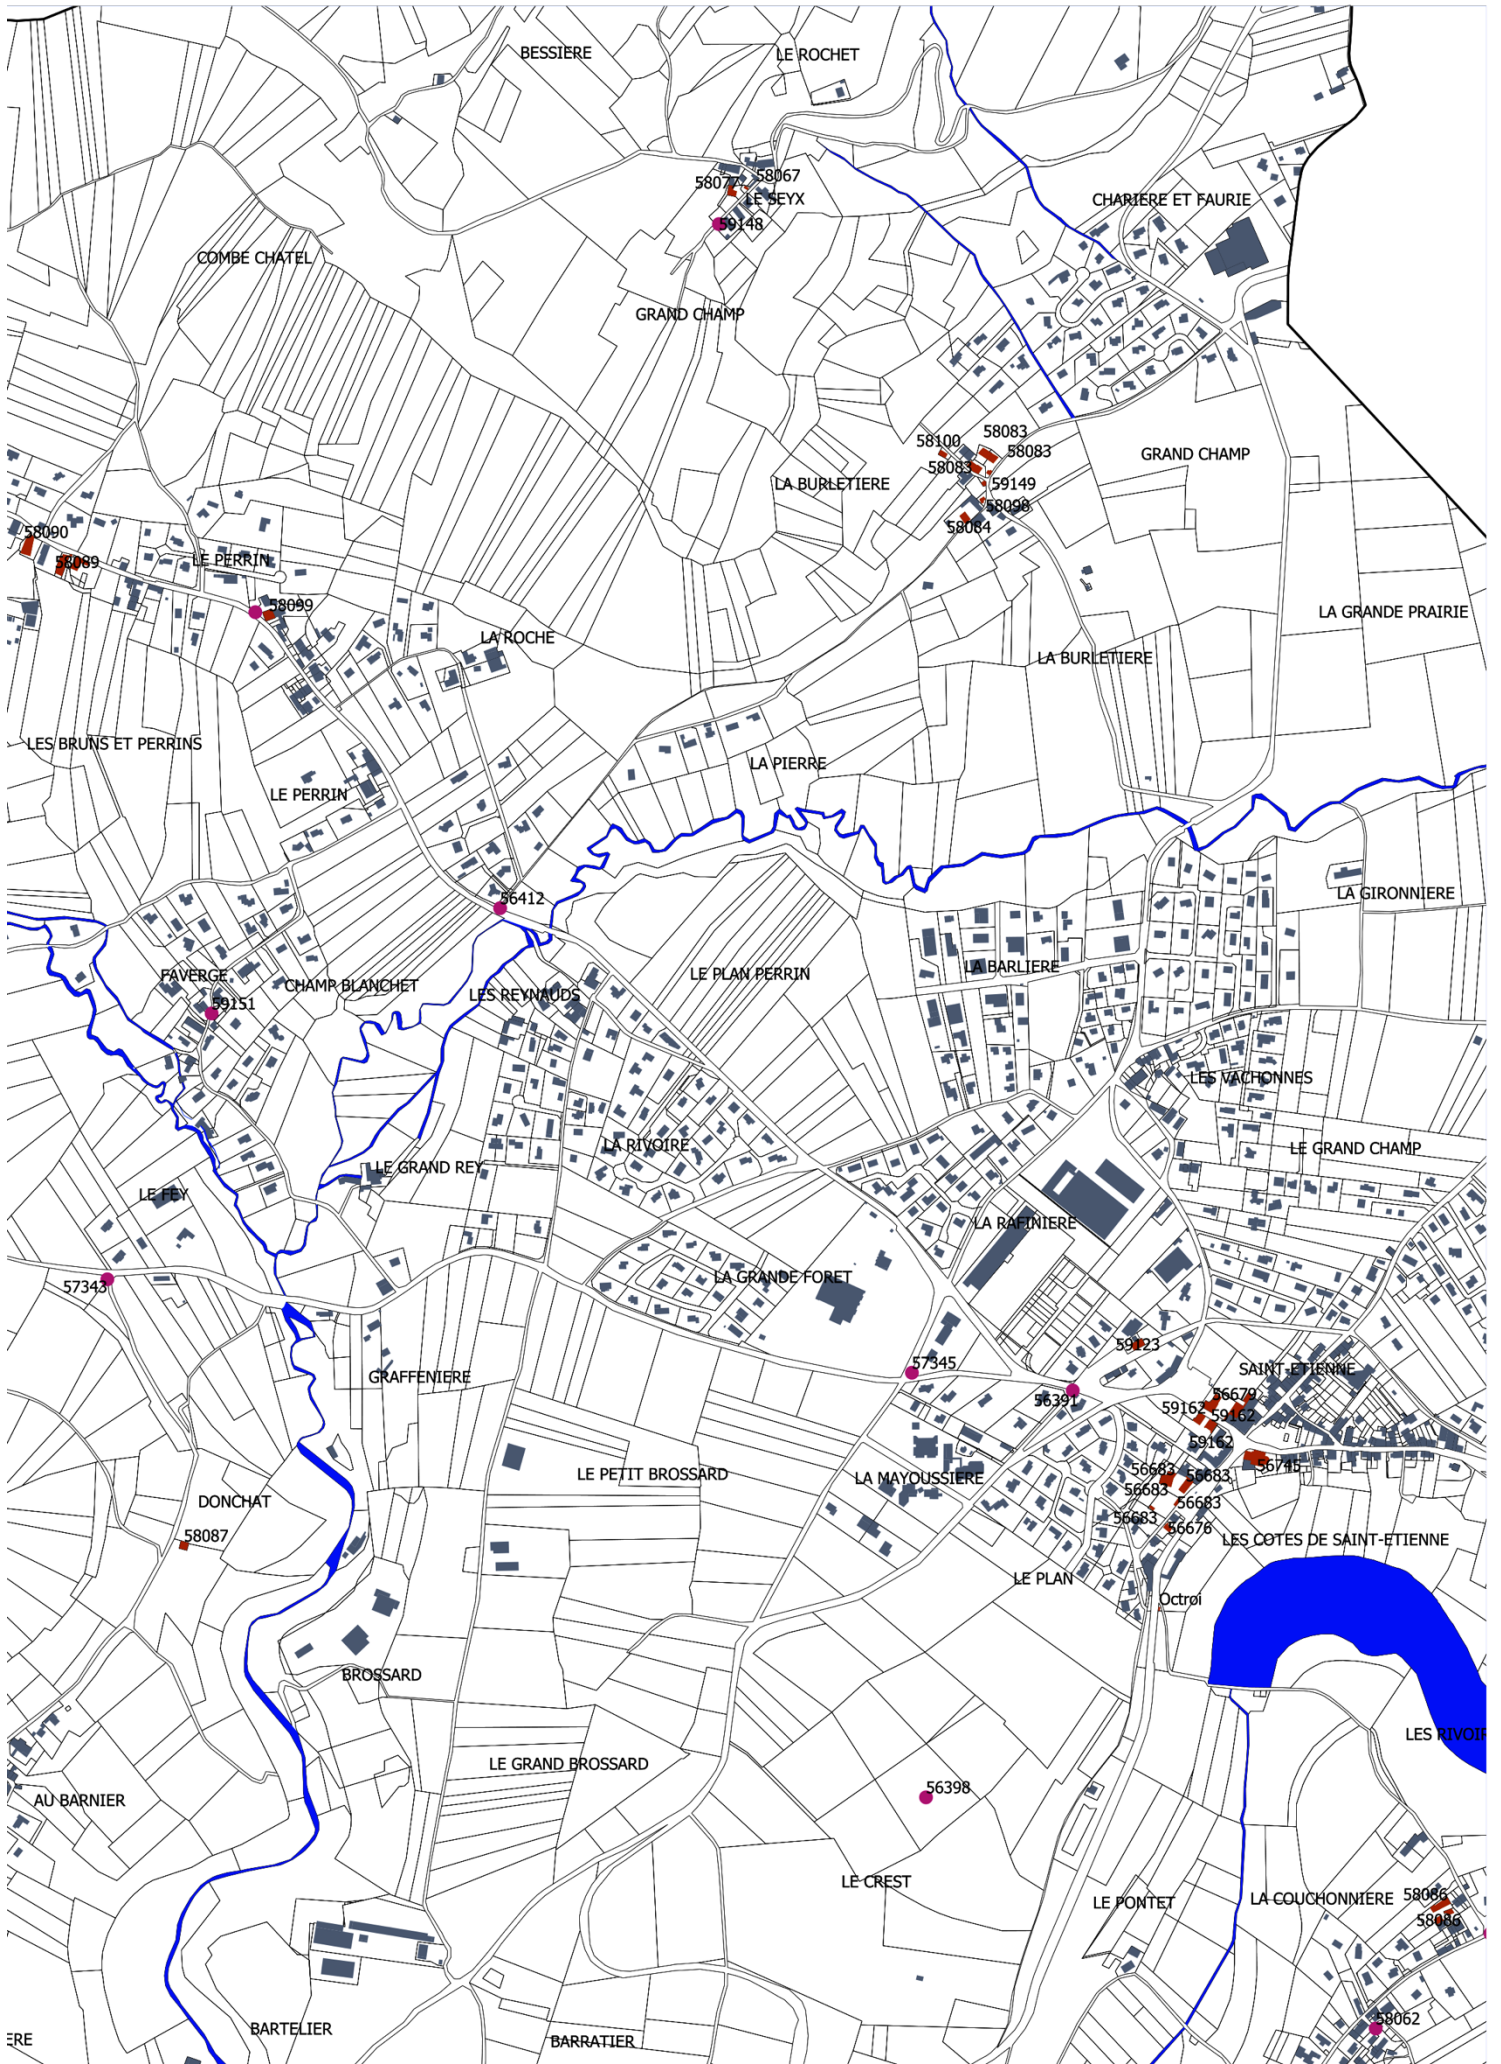 BESSIERE
LE ROCHET
58077
58067
LE SEYX
CHARIERE ET FAURIE
59148
COMBE CHATEL
GRAND CHAMP
58083
58100
58083
GRAND CHAMP
58083
LA BURLETIERE
59149
58098
58084
58090
58089
LE PERRIN
58099
LA GRANDE PRAIRIE
LA ROCHE
LA BURLETIERE
LES BRUNS ET PERRINS
LA PIERRE
LE PERRIN
LA GIRONNIERE
56412
LA BARLIERE
FAVERGE
LE PLAN PERRIN
CHAMP BLANCHET
LES REYNAUDS
59151
LES VACHONNES
LA RIVOIRE
LE GRAND CHAMP
LE GRAND REY
LE FEY
LA RAFINIERE
LA GRANDE FORET
57343
59123
57345
SAINT-ETIENNE
GRAFFENIERE
56679
56391
59162
59162
59162
56745
LE PETIT BROSSARD
LA MAYOUSSIERE
56683
56683
56683
DONCHAT
56683
56683
56676
58087
LES COTES DE SAINT-ETIENNE
LE PLAN
Octroi
BROSSARD
LES RIVOIR
LE GRAND BROSSARD
56398
AU BARNIER
LE CREST
58086
LA COUCHONNIERE
LE PONTET
58086
58062
BARTELIER
ERE
BARRATIER